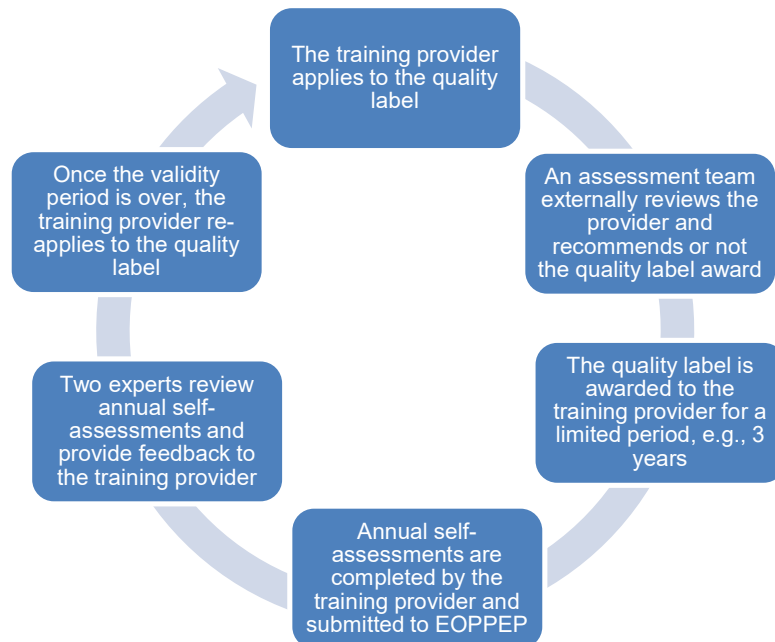 The training provider
applies to the quality
label
An assessment team
externally reviews the
provider and
recommends or not
the quality label award
The quality label is
awarded to the
training provider for a
limited period, e.g., 3
years
Annual self-
assessments are
completed by the
training provider and
submitted to EOPPEP
Two experts review
annual self-
assessments and
provide feedback to
the training provider
Once the validity
period is over, the
training provider re-
applies to the quality
label